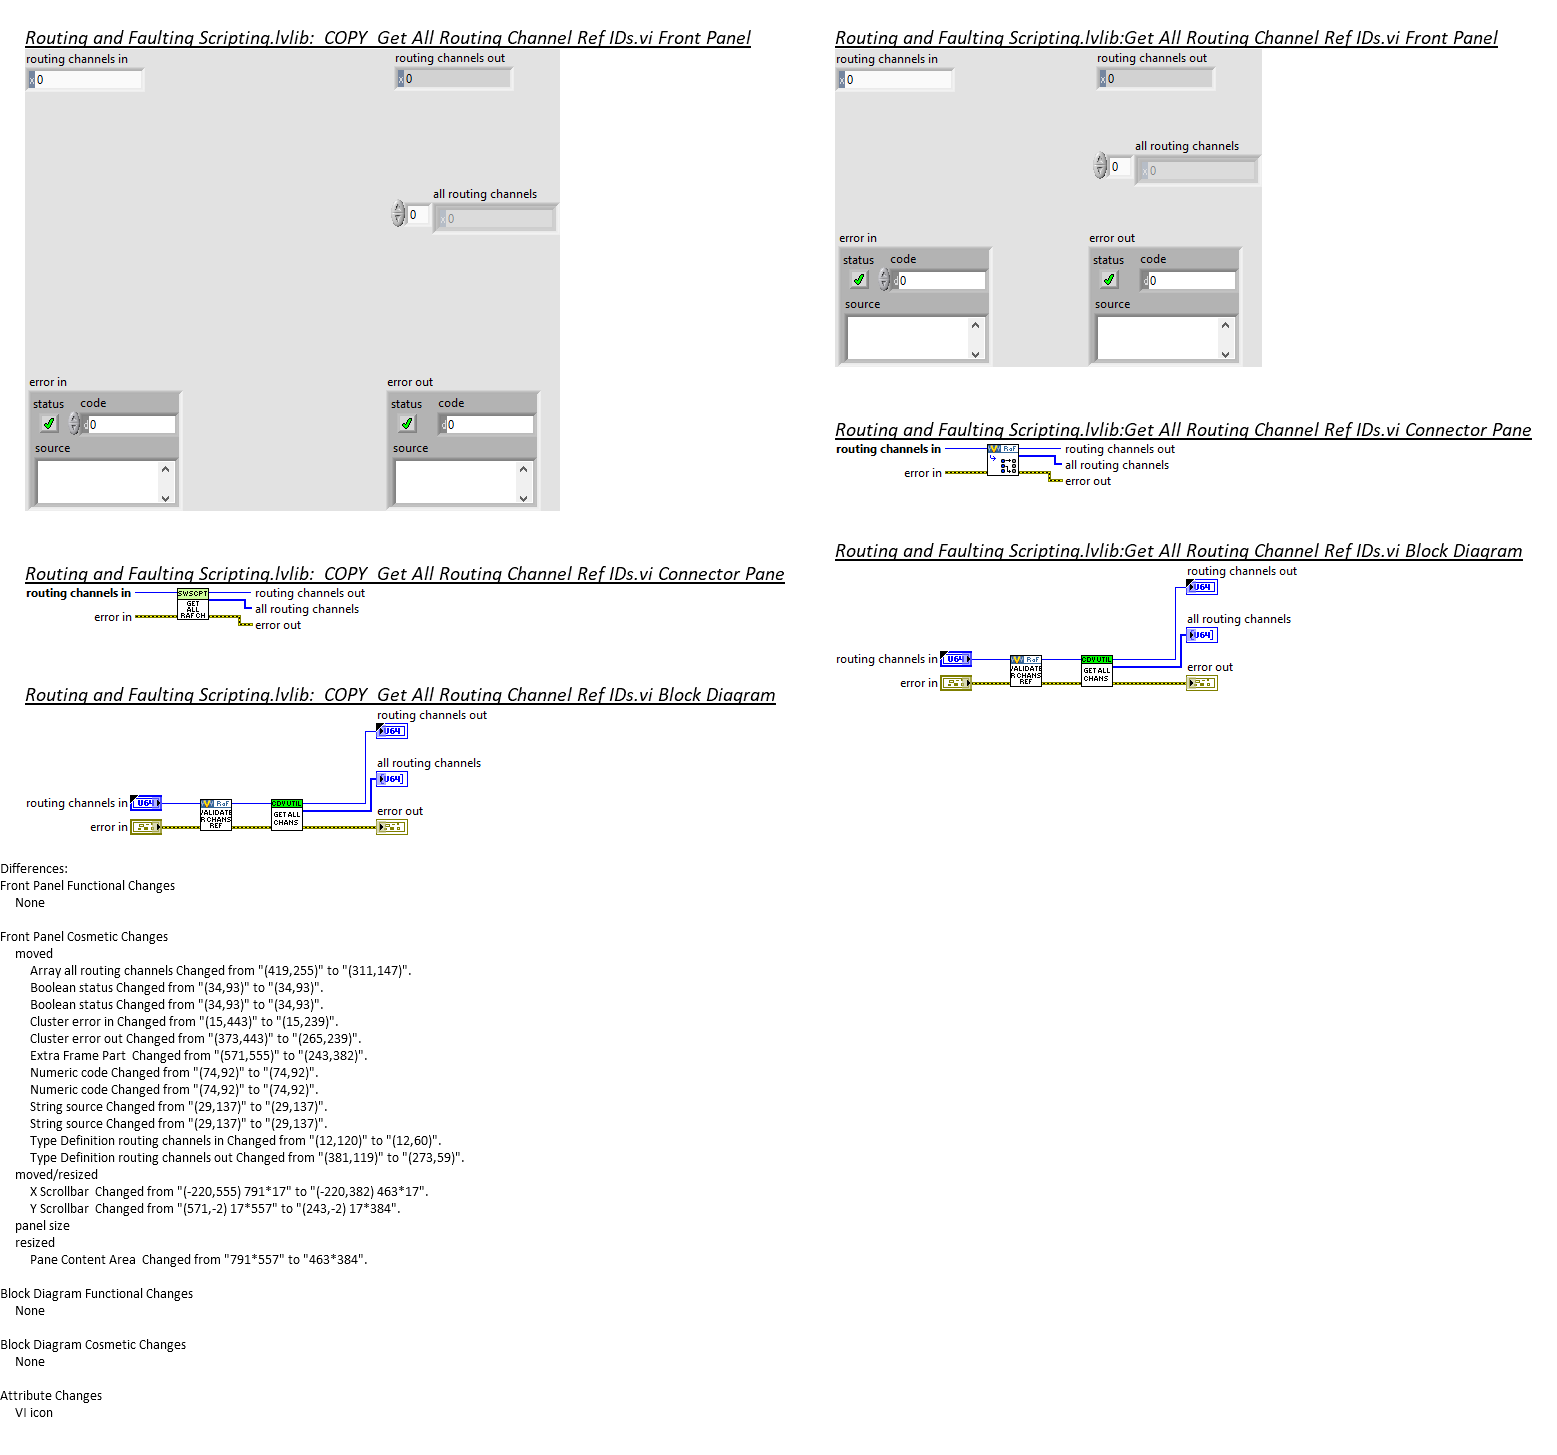 Routing and Faulting Scripting.lvlib:  COPY  Get All Routing Channel Ref IDs.vi Front Panel
routing channels in
x 0
routing channels out
x 0
all routing channels
0
x 0
error in
status
code
d 0
source
error out
status
code
d 0
source
Routing and Faulting Scripting.lvlib:  COPY  Get All Routing Channel Ref IDs.vi Connector Pane
routing channels in
error in
SWSCPT
GET
ALL
RAF CH
routing channels out
all routing channels
error out
Routing and Faulting Scripting.lvlib:  COPY  Get All Routing Channel Ref IDs.vi Block Diagram
routing channels out
U64
all routing channels
U64]
routing channels in
U64
error in
RaF
VALIDATE
R CHANS
REF
CDV UTIL
GET ALL
CHANS
error out
Routing and Faulting Scripting.lvlib:Get All Routing Channel Ref IDs.vi Front Panel
routing channels in
x 0
routing channels out
x 0
all routing channels
0
x 0
error in
status
code
d 0
source
error out
status
code
d 0
source
Routing and Faulting Scripting.lvlib:Get All Routing Channel Ref IDs.vi Connector Pane
routing channels in
error in
RaF
routing channels out
all routing channels
error out
Routing and Faulting Scripting.lvlib:Get All Routing Channel Ref IDs.vi Block Diagram
routing channels out
U64
all routing channels
U64]
routing channels in
U64
error in
RaF
VALIDATE
R CHANS
REF
CDV UTIL
GET ALL
CHANS
error out
Differences:
Front Panel Functional Changes
None
Front Panel Cosmetic Changes
moved
Array all routing channels Changed from "(419,255)" to "(311,147)".
Boolean status Changed from "(34,93)" to "(34,93)".
Boolean status Changed from "(34,93)" to "(34,93)".
Cluster error in Changed from "(15,443)" to "(15,239)".
Cluster error out Changed from "(373,443)" to "(265,239)".
Extra Frame Part  Changed from "(571,555)" to "(243,382)".
Numeric code Changed from "(74,92)" to "(74,92)".
Numeric code Changed from "(74,92)" to "(74,92)".
String source Changed from "(29,137)" to "(29,137)".
String source Changed from "(29,137)" to "(29,137)".
Type Definition routing channels in Changed from "(12,120)" to "(12,60)".
Type Definition routing channels out Changed from "(381,119)" to "(273,59)".
moved/resized
X Scrollbar  Changed from "(-220,555) 791*17" to "(-220,382) 463*17".
Y Scrollbar  Changed from "(571,-2) 17*557" to "(243,-2) 17*384".
panel size
resized
Pane Content Area  Changed from "791*557" to "463*384".
Block Diagram Functional Changes
None
Block Diagram Cosmetic Changes
None
Attribute Changes
VI icon